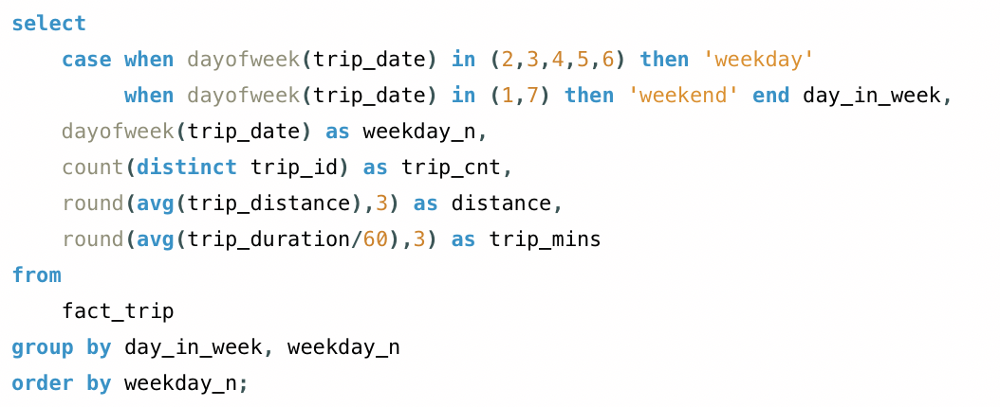 select
    case when dayofweek(trip_date) in (2,3,4,5,6) then 'weekday'
         when dayofweek(trip_date) in (1,7) then 'weekend' end day_in_week,
    dayofweek(trip_date) as weekday_n,
    count(distinct trip_id) as trip_cnt,
    round(avg(trip_distance),3) as distance,
    round(avg(trip_duration/60),3) as trip_mins
from
    fact_trip
group by day_in_week, weekday_n
order by weekday_n;